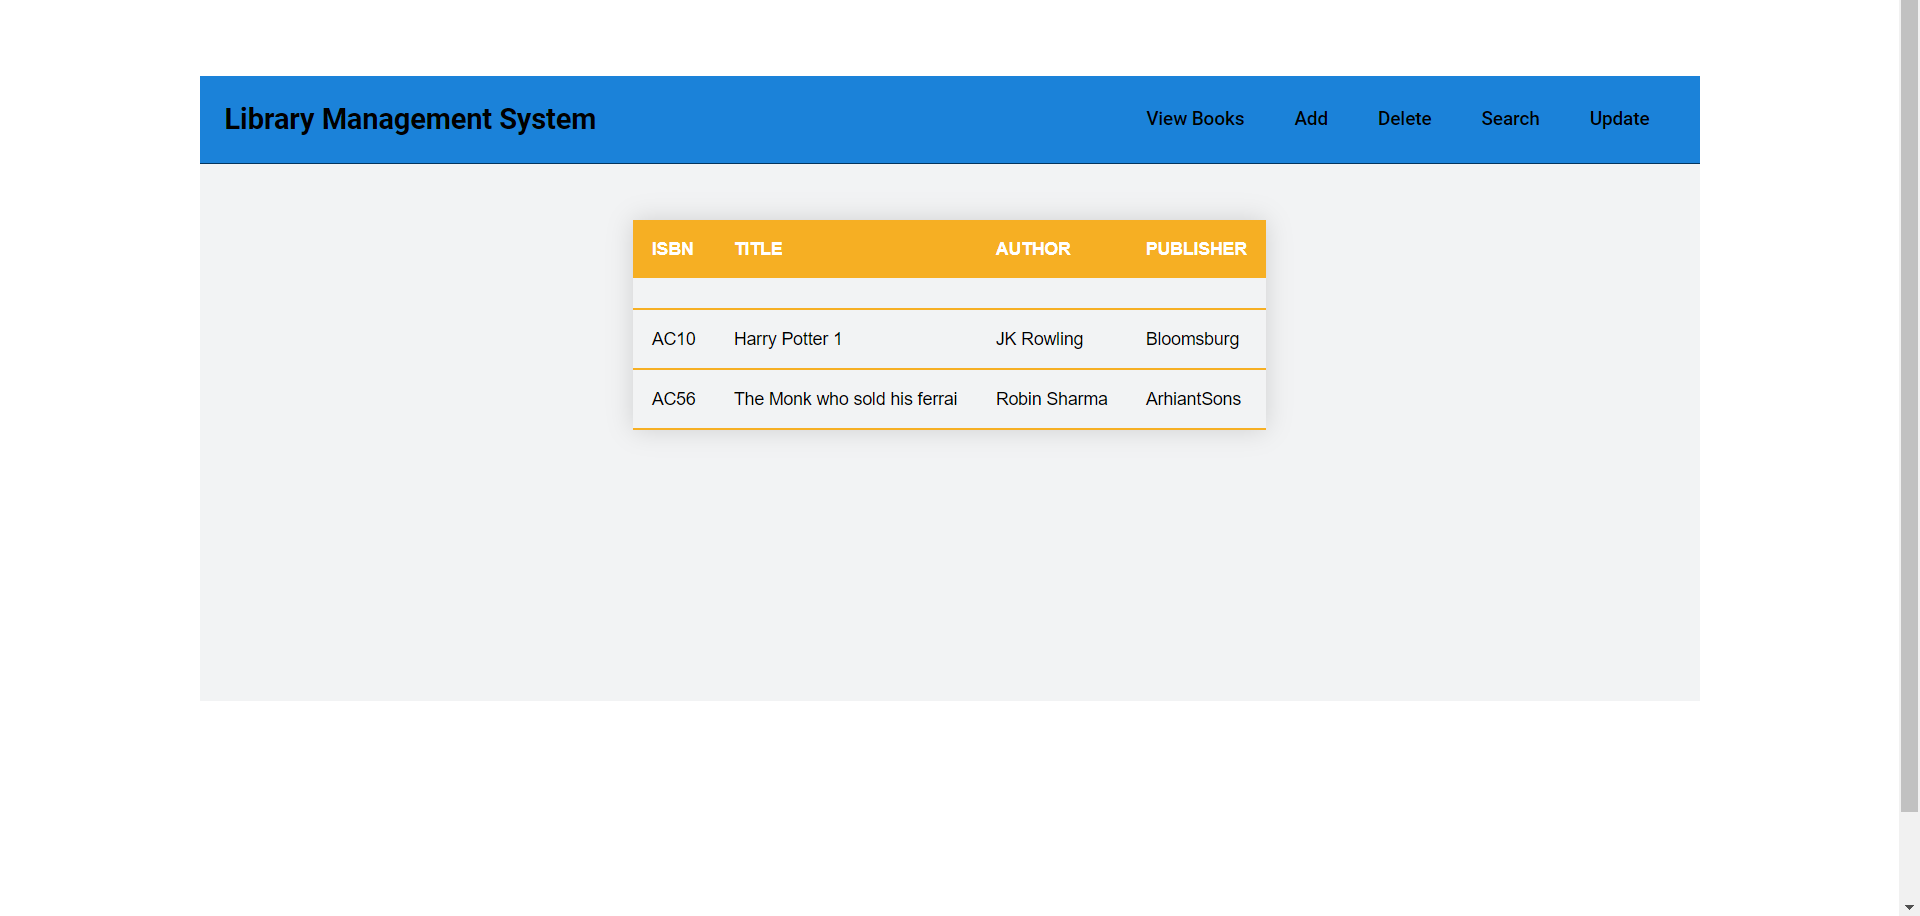 Library Management System View Books Add Delete Search Update
ISBN TITLE AUTHOR PUBLISHER
AC10 Harry Potter 1 JK Rowling Bloomsburg
AC56 The Monk who sold his ferrai Robin Sharma ArhiantSons